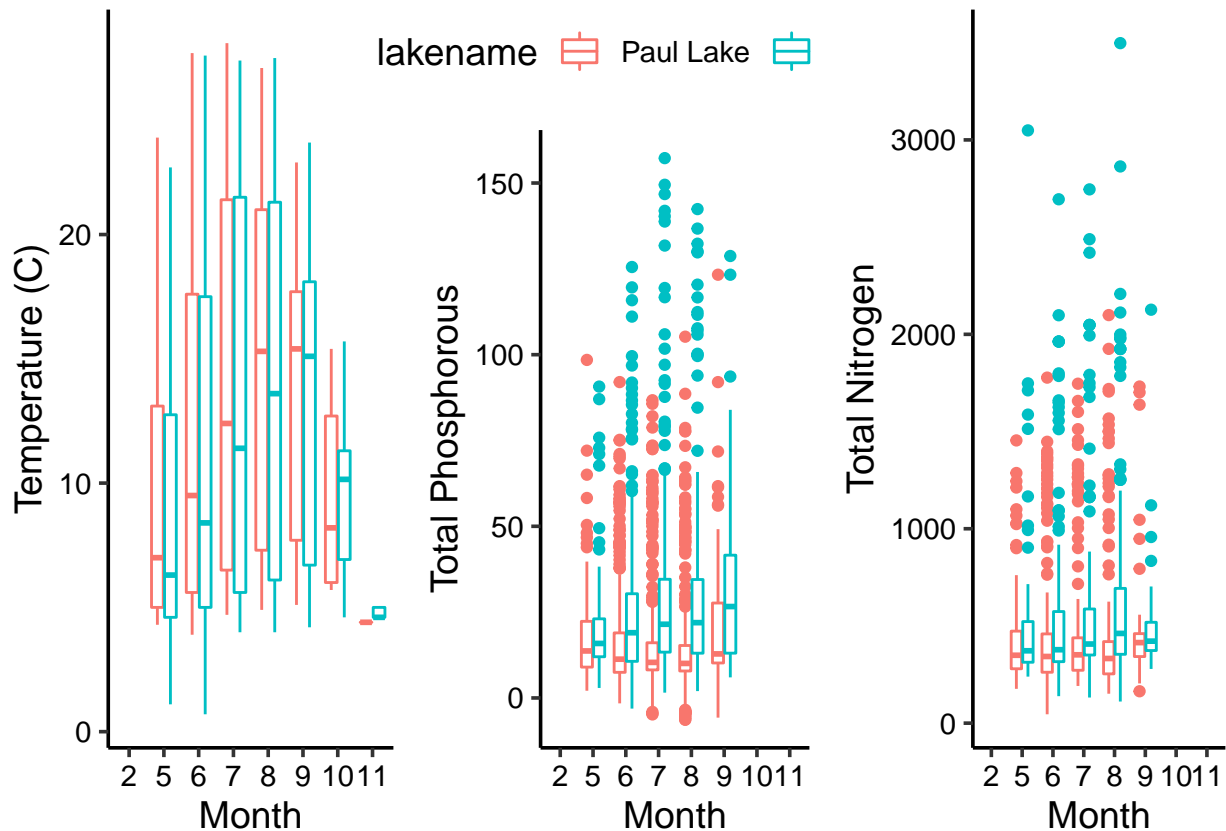 lakename Paul Lake
Temperature (C)
20
10
0
2 5 6 7 8 9 10 11
Month
Total Phosphorous
150
100
50
0
2 5 6 7 8 9 10 11
Month
Total Nitrogen
3000
2000
1000
0
2 5 6 7 8 9 10 11
Month